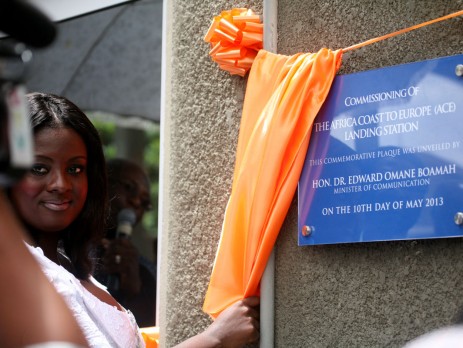 COMMISSIONING OF
THE AFRICA COAST TO EUROPE (ACE)
LANDING STATION
THIS COMMEMORATIVE PLAQUE WAS UNVEILED BY
HON. DR. EDWARD OMANE BOAMAH
MINISTER OF COMMUNICATION
ON THE 10TH DAY OF MAY 2013